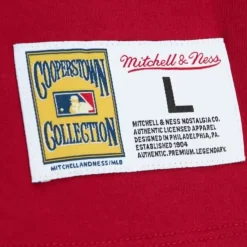 COOPERSTOWN
COLLECTION
MITCHELLANDNESS | MLB
Mitchell & Ness
L
MITCHELL & NESS NOSTALGIA CO.
AUTHENTIC LICENSED APPAREL
DESIGNED IN PHILADELPHIA, PA
ESTABLISHED 1904
AUTHENTIC. PREMIUM. LEGENDARY.